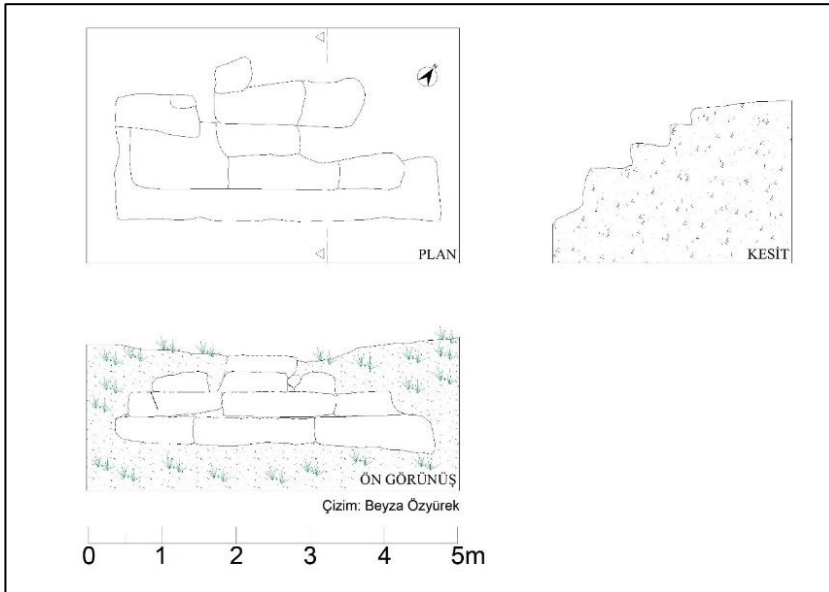 PLAN
KESİT
ÖN GÖRÜNÜŞ
Çizim: Beyza Özyürek
0 1 2 3 4 5m